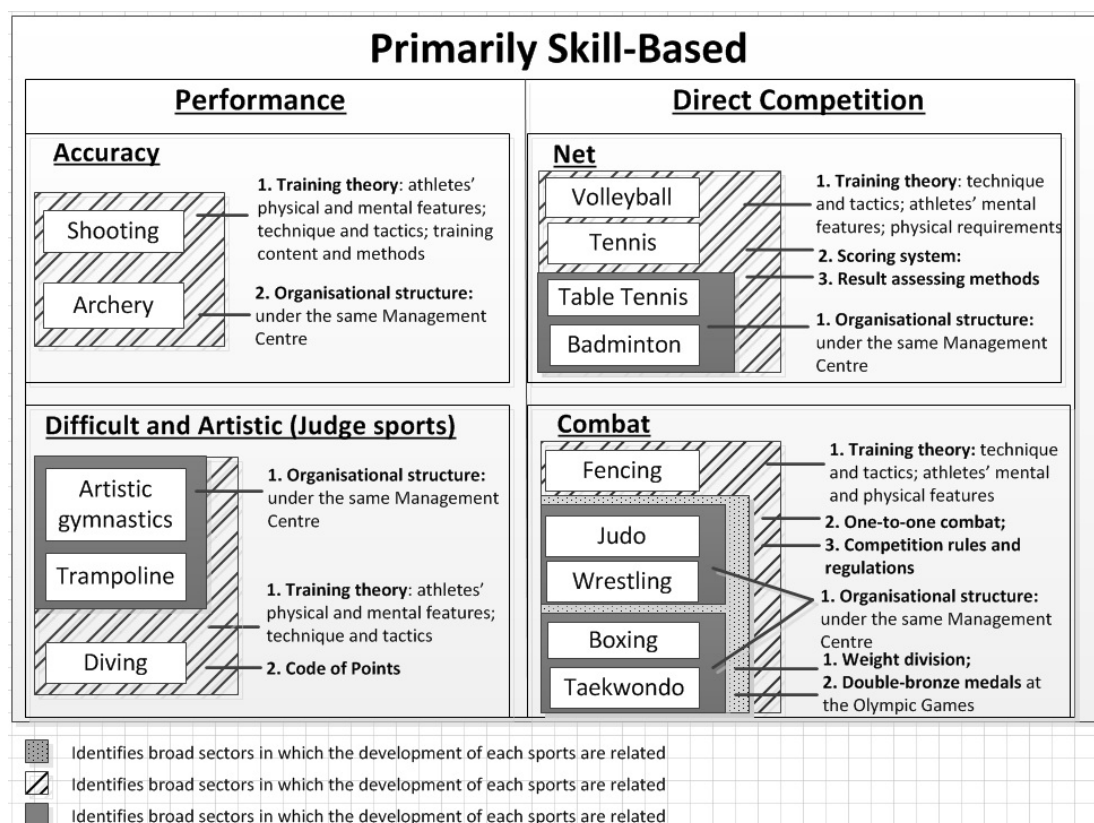 Primarily Skill-Based
Performance
Accuracy
Shooting
Archery
1. Training theory: athletes'
physical and mental features;
technique and tactics; training
content and methods
2. Organisational structure:
under the same Management
Centre
Difficult and Artistic (Judge sports)
Artistic
gymnastics
Trampoline
Diving
1. Organisational structure:
under the same Management
Centre
1. Training theory: athletes'
physical and mental features;
technique and tactics
2. Code of Points
Direct Competition
Net
Volleyball
Tennis
Table Tennis
Badminton
1. Training theory: technique
and tactics; athletes' mental
features; physical requirements
2. Scoring system:
3. Result assessing methods
1. Organisational structure:
under the same Management
Centre
Combat
Fencing
Judo
Wrestling
Boxing
Taekwondo
1. Training theory: technique
and tactics; athletes' mental
and physical features
2. One-to-one combat;
3. Competition rules and
regulations
1. Organisational structure:
under the same Management
Centre
1. Weight division;
2. Double-bronze medals at
the Olympic Games
Identifies broad sectors in which the development of each sports are related
Identifies broad sectors in which the development of each sports are related
Identifies broad sectors in which the development of each sports are related